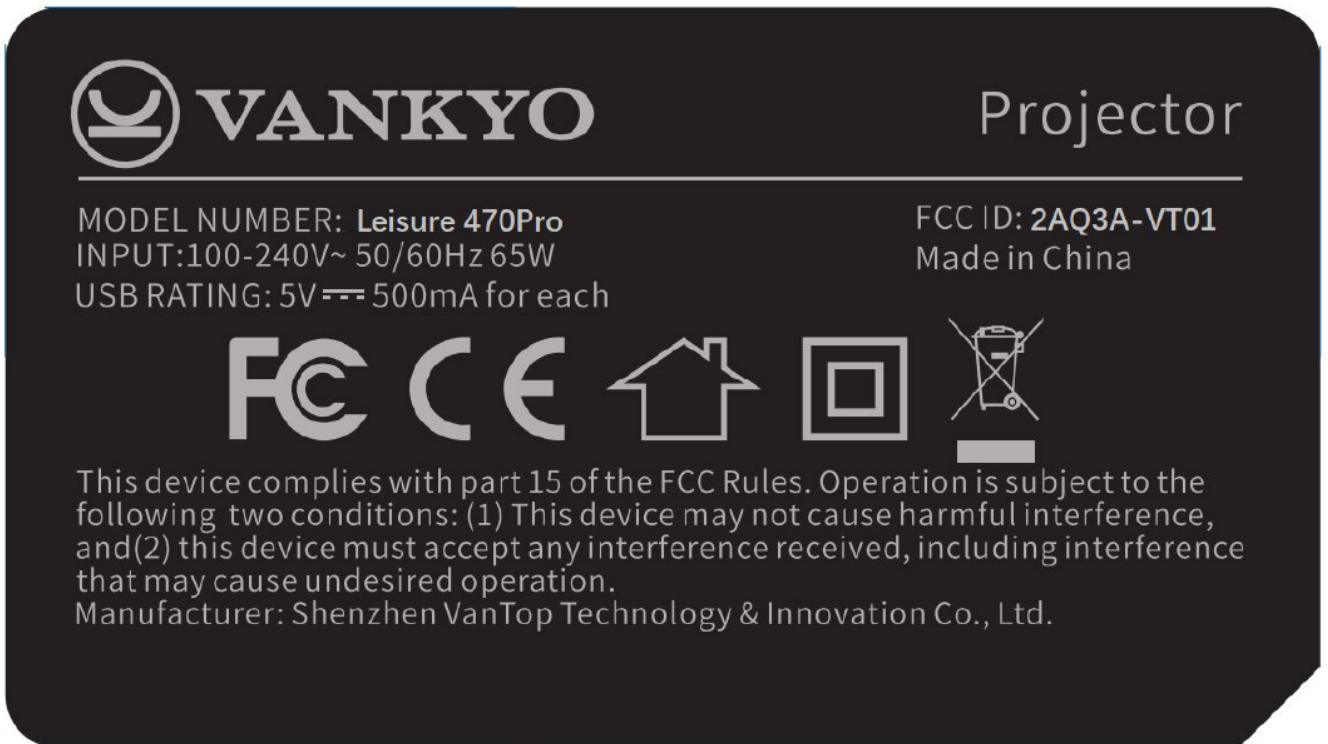 VANKYO Projector
MODEL NUMBER: Leisure 470Pro FCC ID: 2AQ3A-VT01
INPUT:100-240V~ 50/60Hz 65W Made in China
USB RATING: 5V⎓500mA for each
FC CE
This device complies with part 15 of the FCC Rules. Operation is subject to the
following two conditions: (1) This device may not cause harmful interference,
and(2) this device must accept any interference received, including interference
that may cause undesired operation.
Manufacturer: Shenzhen VanTop Technology & Innovation Co., Ltd.